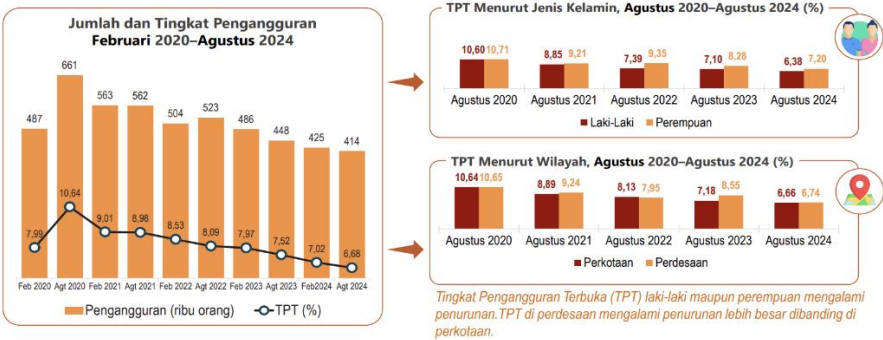 Jumlah dan Tingkat Pengangguran
Februari 2020–Agustus 2024
661
487
563
562
504
523
486
448
425
414
7,99
10,64
9,01
8,98
8,53
8,09
7,97
7,52
7,02
6,68
Feb 2020 Agt 2020 Feb 2021 Agt 2021 Feb 2022 Agt 2022 Feb 2023 Agt 2023 Feb2024 Agt 2024
Pengangguran (ribu orang) TPT (%)
TPT Menurut Jenis Kelamin, Agustus 2020–Agustus 2024 (%)
10,60 10,71
8,85 9,21
7,39 9,35
7,10 8,28
6,38 7,20
Agustus 2020 Agustus 2021 Agustus 2022 Agustus 2023 Agustus 2024
Laki-Laki Perempuan
TPT Menurut Wilayah, Agustus 2020–Agustus 2024 (%)
10,64 10,65
8,89 9,24
8,13 7,95
7,18 8,55
6,66 6,74
Agustus 2020 Agustus 2021 Agustus 2022 Agustus 2023 Agustus 2024
Perkotaan Perdesaan
Tingkat Pengangguran Terbuka (TPT) laki-laki maupun perempuan mengalami
penurunan.TPT di perdesaan mengalami penurunan lebih besar dibanding di
perkotaan.